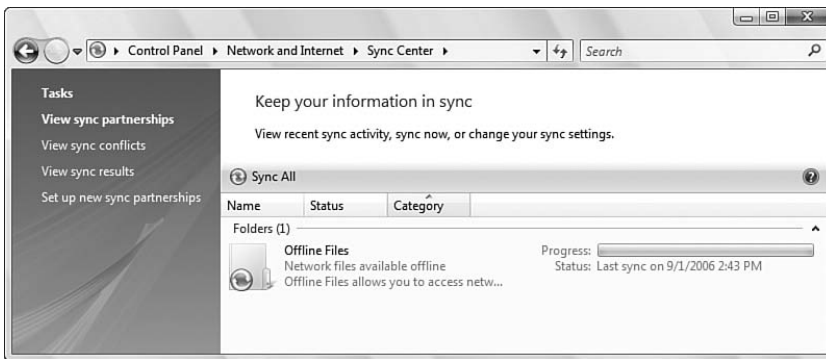 Control Panel ▸ Network and Internet ▸ Sync Center ▸
Search
Tasks
View sync partnerships
View sync conflicts
View sync results
Set up new sync partnerships
Keep your information in sync
View recent sync activity, sync now, or change your sync settings.
Sync All
Name Status Category
Folders (1)
Offline Files
Network files available offline
Offline Files allows you to access netw...
Progress:
Status: Last sync on 9/1/2006 2:43 PM